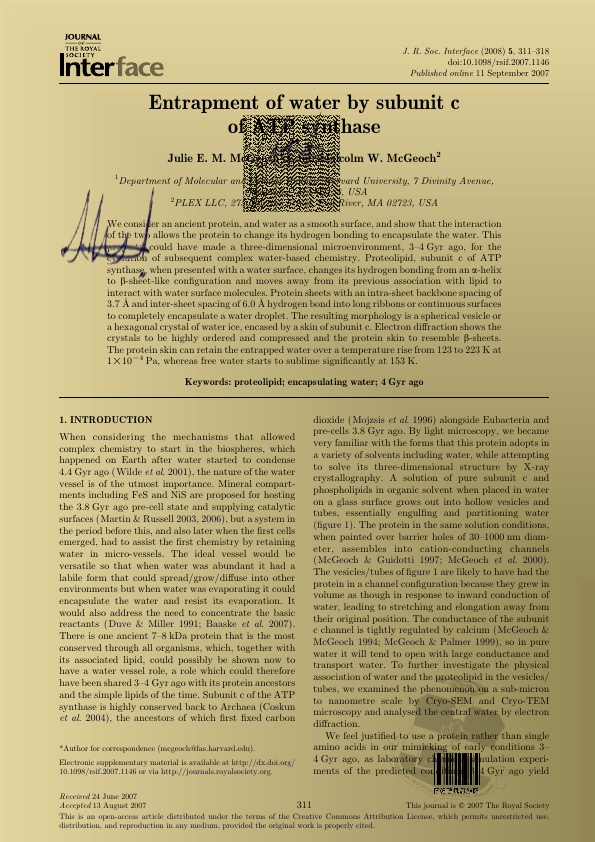 JOURNAL
OF
THE ROYAL
SOCIETY
Interface
J. R. Soc. Interface (2008) 5, 311–318
doi:10.1098/rsif.2007.1146
Published online 11 September 2007
Entrapment of water by subunit c
of ATP synthase
Julie E. M. W. McGeoch²
¹Department of Molecular and University, 7 Divinity Avenue,
USA
²PLEX LLC, River, MA 02723, USA
We consider an ancient protein, and water as a smooth surface, and show that the interaction
of the two allows the protein to change its hydrogen bonding to encapsulate the water. This
could have made a three-dimensional microenvironment, 3–4 Gyr ago, for the
of subsequent complex water-based chemistry. Proteolipid, subunit c of ATP
synthase, when presented with a water surface, changes its hydrogen bonding from an α-helix
to β-sheet-like configuration and moves away from its previous association with lipid to
interact with water surface molecules. Protein sheets with an intra-sheet backbone spacing of
3.7 Å and inter-sheet spacing of 6.0 Å hydrogen bond into long ribbons or continuous surfaces
to completely encapsulate a water droplet. The resulting morphology is a spherical vesicle or
a hexagonal crystal of water ice, encased by a skin of subunit c. Electron diffraction shows the
crystals to be highly ordered and compressed and the protein skin to resemble β-sheets.
The protein skin can retain the entrapped water over a temperature rise from 123 to 223 K at
1×10⁻⁴ Pa, whereas free water starts to sublime significantly at 153 K.
Keywords: proteolipid; encapsulating water; 4 Gyr ago
1. INTRODUCTION
When considering the mechanisms that allowed
complex chemistry to start in the biospheres, which
happened on Earth after water started to condense
4.4 Gyr ago (Wilde et al. 2001), the nature of the water
vessel is of the utmost importance. Mineral compart-
ments including FeS and NiS are proposed for hosting
the 3.8 Gyr ago pre-cell state and supplying catalytic
surfaces (Martin & Russell 2003, 2006), but a system in
the period before this, and also later when the first cells
emerged, had to assist the first chemistry by retaining
water in micro-vessels. The ideal vessel would be
versatile so that when water was abundant it had a
labile form that could spread/grow/diffuse into other
environments but when water was evaporating it could
encapsulate the water and resist its evaporation. It
would also address the need to concentrate the basic
reactants (Duve & Miller 1991; Baaske et al. 2007).
There is one ancient 7–8 kDa protein that is the most
conserved through all organisms, which, together with
its associated lipid, could possibly be shown now to
have a water vessel role, a role which could therefore
have been shared 3–4 Gyr ago with its protein ancestors
and the simple lipids of the time. Subunit c of the ATP
synthase is highly conserved back to Archaea (Coskun
et al. 2004), the ancestors of which first fixed carbon
*Author for correspondence (mcgeoch@fas.harvard.edu).
Electronic supplementary material is available at http://dx.doi.org/
10.1098/rsif.2007.1146 or via http://journals.royalsociety.org.
dioxide (Mojzsis et al. 1996) alongside Eubacteria and
pre-cells 3.8 Gyr ago. By light microscopy, we became
very familiar with the forms that this protein adopts in
a variety of solvents including water, while attempting
to solve its three-dimensional structure by X-ray
crystallography. A solution of pure subunit c and
phospholipids in organic solvent when placed in water
on a glass surface grows out into hollow vesicles and
tubes, essentially engulfing and partitioning water
(figure 1). The protein in the same solution conditions,
when painted over barrier holes of 30–1000 nm diam-
eter, assembles into cation-conducting channels
(McGeoch & Guidotti 1997; McGeoch et al. 2000).
The vesicles/tubes of figure 1 are likely to have had the
protein in a channel configuration because they grew in
volume as though in response to inward conduction of
water, leading to stretching and elongation away from
their original position. The conductance of the subunit
c channel is tightly regulated by calcium (McGeoch &
McGeoch 1994; McGeoch & Palmer 1999), so in pure
water it will tend to open with large conductance and
transport water. To further investigate the physical
association of water and the proteolipid in the vesicles/
tubes, we examined the phenomenon on a sub-micron
to nanometre scale by Cryo-SEM and Cryo-TEM
microscopy and analysed the central water by electron
diffraction.
We feel justified to use a protein rather than single
amino acids in our mimicking of early conditions 3–
4 Gyr ago, as laboratory chemical simulation experi-
ments of the predicted 4 Gyr ago yield
Received 24 June 2007
Accepted 13 August 2007
311
This journal is © 2007 The Royal Society
This is an open-access article distributed under the terms of the Creative Commons Attribution License, which permits unrestricted use,
distribution, and reproduction in any medium, provided the original work is properly cited.